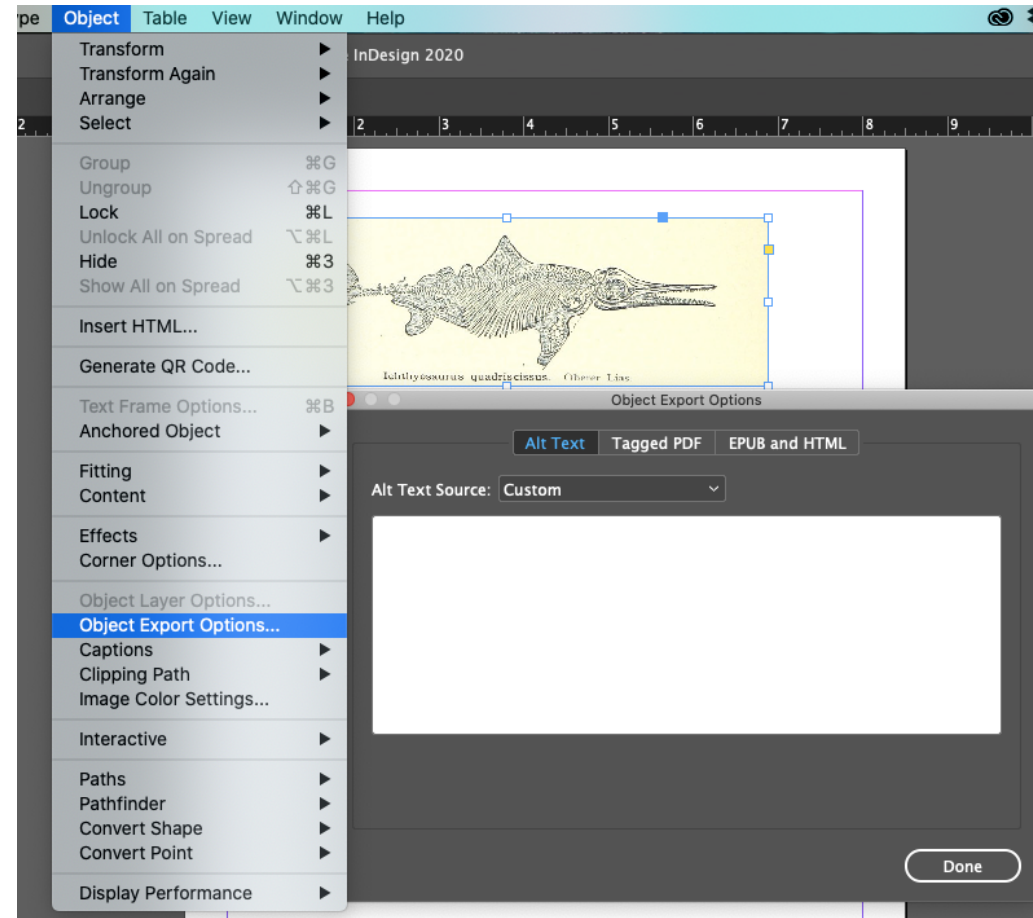 pe Object Table View Window Help
InDesign 2020
2 2 3 4 5 6 7 8 9
Transform
Transform Again
Arrange
Select
Group ⌘G
Ungroup ⇧⌘G
Lock ⌘L
Unlock All on Spread ⌥⌘L
Hide ⌘3
Show All on Spread ⌥⌘3
Insert HTML...
Generate QR Code...
Text Frame Options... ⌘B
Anchored Object
Fitting
Content
Effects
Corner Options...
Object Layer Options...
Object Export Options...
Captions
Clipping Path
Image Color Settings...
Interactive
Paths
Pathfinder
Convert Shape
Convert Point
Display Performance
Ichthyosaurus quadriscissus. Oberer Lias
Object Export Options
Alt Text Tagged PDF EPUB and HTML
Alt Text Source: Custom
Done